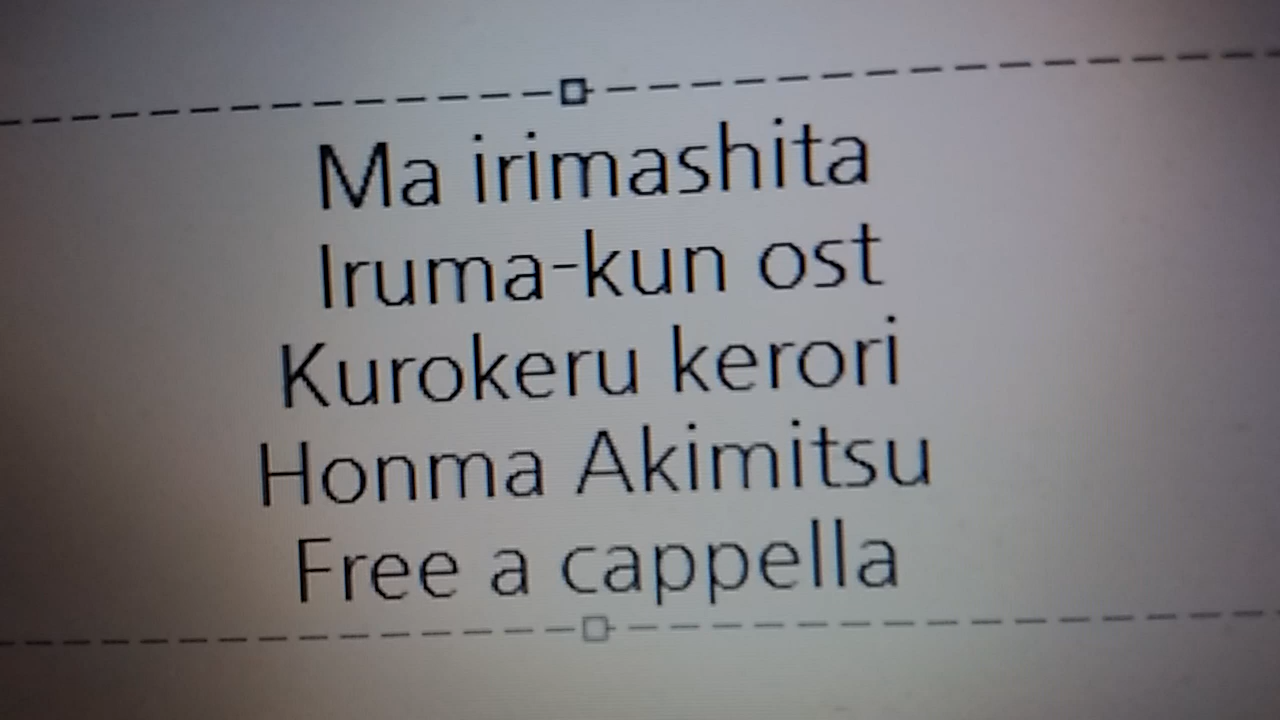 Ma irimashita
Iruma-kun ost
Kurokeru kerori
Honma Akimitsu
Free a cappella